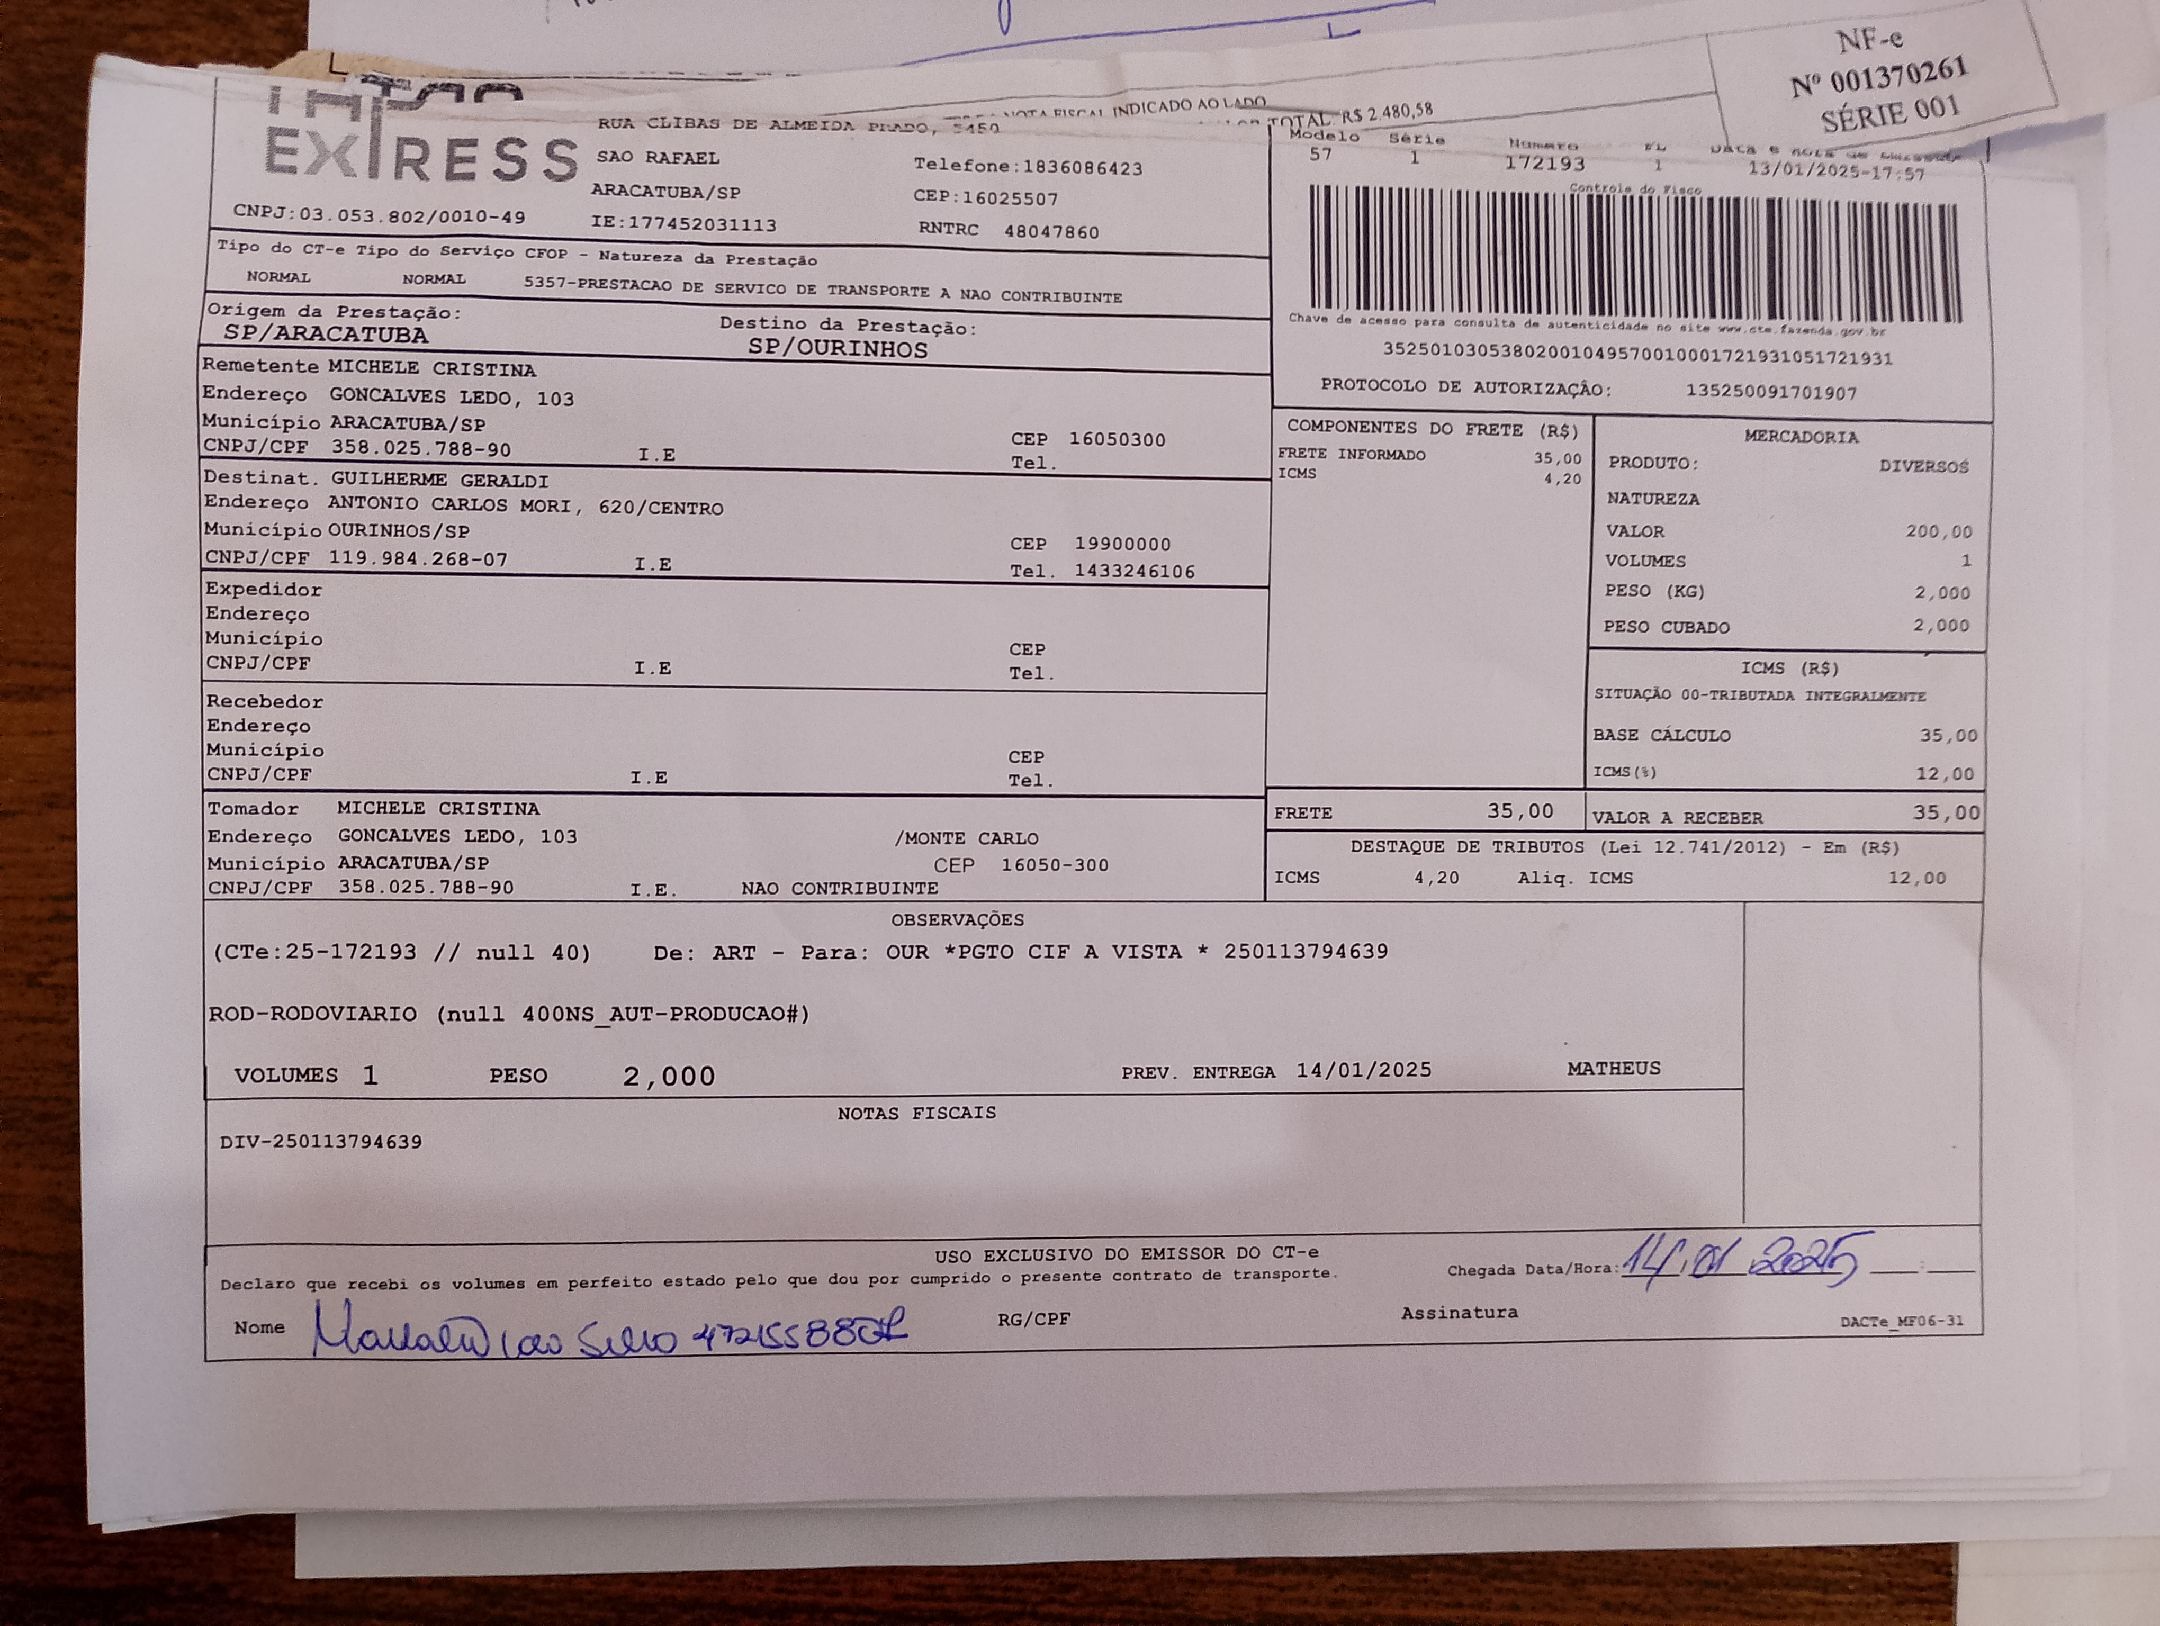 NF-e
Nº 001370261
SÉRIE 001
NOTA FISCAL INDICADO AO LADO
TOTAL: R$ 2.480,58
EXPRESS
RUA CLIBAS DE ALMEIDA PRADO,
SAO RAFAEL
Telefone:1836086423
ARACATUBA/SP
CEP:16025507
CNPJ:03.053.802/0010-49
IE:177452031113
RNTRC 48047860
Modelo Série Número FL Data e hora de
57 1 172193 1 13/01/2025-17:57
Controle do Fisco
Chave de acesso para consulta de autenticidade no site www.cte.fazenda.gov.br
35250103053802001049570010001721931051721931
PROTOCOLO DE AUTORIZAÇÃO: 135250091701907
Tipo do CT-e Tipo do Serviço CFOP - Natureza da Prestação
NORMAL NORMAL 5357-PRESTACAO DE SERVICO DE TRANSPORTE A NAO CONTRIBUINTE
Origem da Prestação: Destino da Prestação:
SP/ARACATUBA SP/OURINHOS
Remetente MICHELE CRISTINA
Endereço GONCALVES LEDO, 103
Município ARACATUBA/SP CEP 16050300
CNPJ/CPF 358.025.788-90 I.E Tel.
Destinat. GUILHERME GERALDI
Endereço ANTONIO CARLOS MORI, 620/CENTRO
Município OURINHOS/SP CEP 19900000
CNPJ/CPF 119.984.268-07 I.E Tel. 1433246106
Expedidor
Endereço
Município CEP
CNPJ/CPF I.E Tel.
Recebedor
Endereço
Município CEP
CNPJ/CPF I.E Tel.
Tomador MICHELE CRISTINA
Endereço GONCALVES LEDO, 103 /MONTE CARLO
Município ARACATUBA/SP CEP 16050-300
CNPJ/CPF 358.025.788-90 I.E. NAO CONTRIBUINTE
COMPONENTES DO FRETE (R$)
FRETE INFORMADO 35,00
ICMS 4,20
MERCADORIA
PRODUTO: DIVERSOS
NATUREZA
VALOR 200,00
VOLUMES 1
PESO (KG) 2,000
PESO CUBADO 2,000
ICMS (R$)
SITUAÇÃO 00-TRIBUTADA INTEGRALMENTE
BASE CÁLCULO 35,00
ICMS(%) 12,00
FRETE 35,00 VALOR A RECEBER 35,00
DESTAQUE DE TRIBUTOS (Lei 12.741/2012) - Em (R$)
ICMS 4,20 Aliq. ICMS 12,00
OBSERVAÇÕES
(CTe:25-172193 // null 40) De: ART - Para: OUR *PGTO CIF A VISTA * 250113794639
ROD-RODOVIARIO (null 400NS_AUT-PRODUCAO#)
VOLUMES 1 PESO 2,000 PREV. ENTREGA 14/01/2025 MATHEUS
NOTAS FISCAIS
DIV-250113794639
USO EXCLUSIVO DO EMISSOR DO CT-e
Declaro que recebi os volumes em perfeito estado pelo que dou por cumprido o presente contrato de transporte.
Chegada Data/Hora: 14/01 2025
Nome RG/CPF Assinatura
DACTe_MF06-31